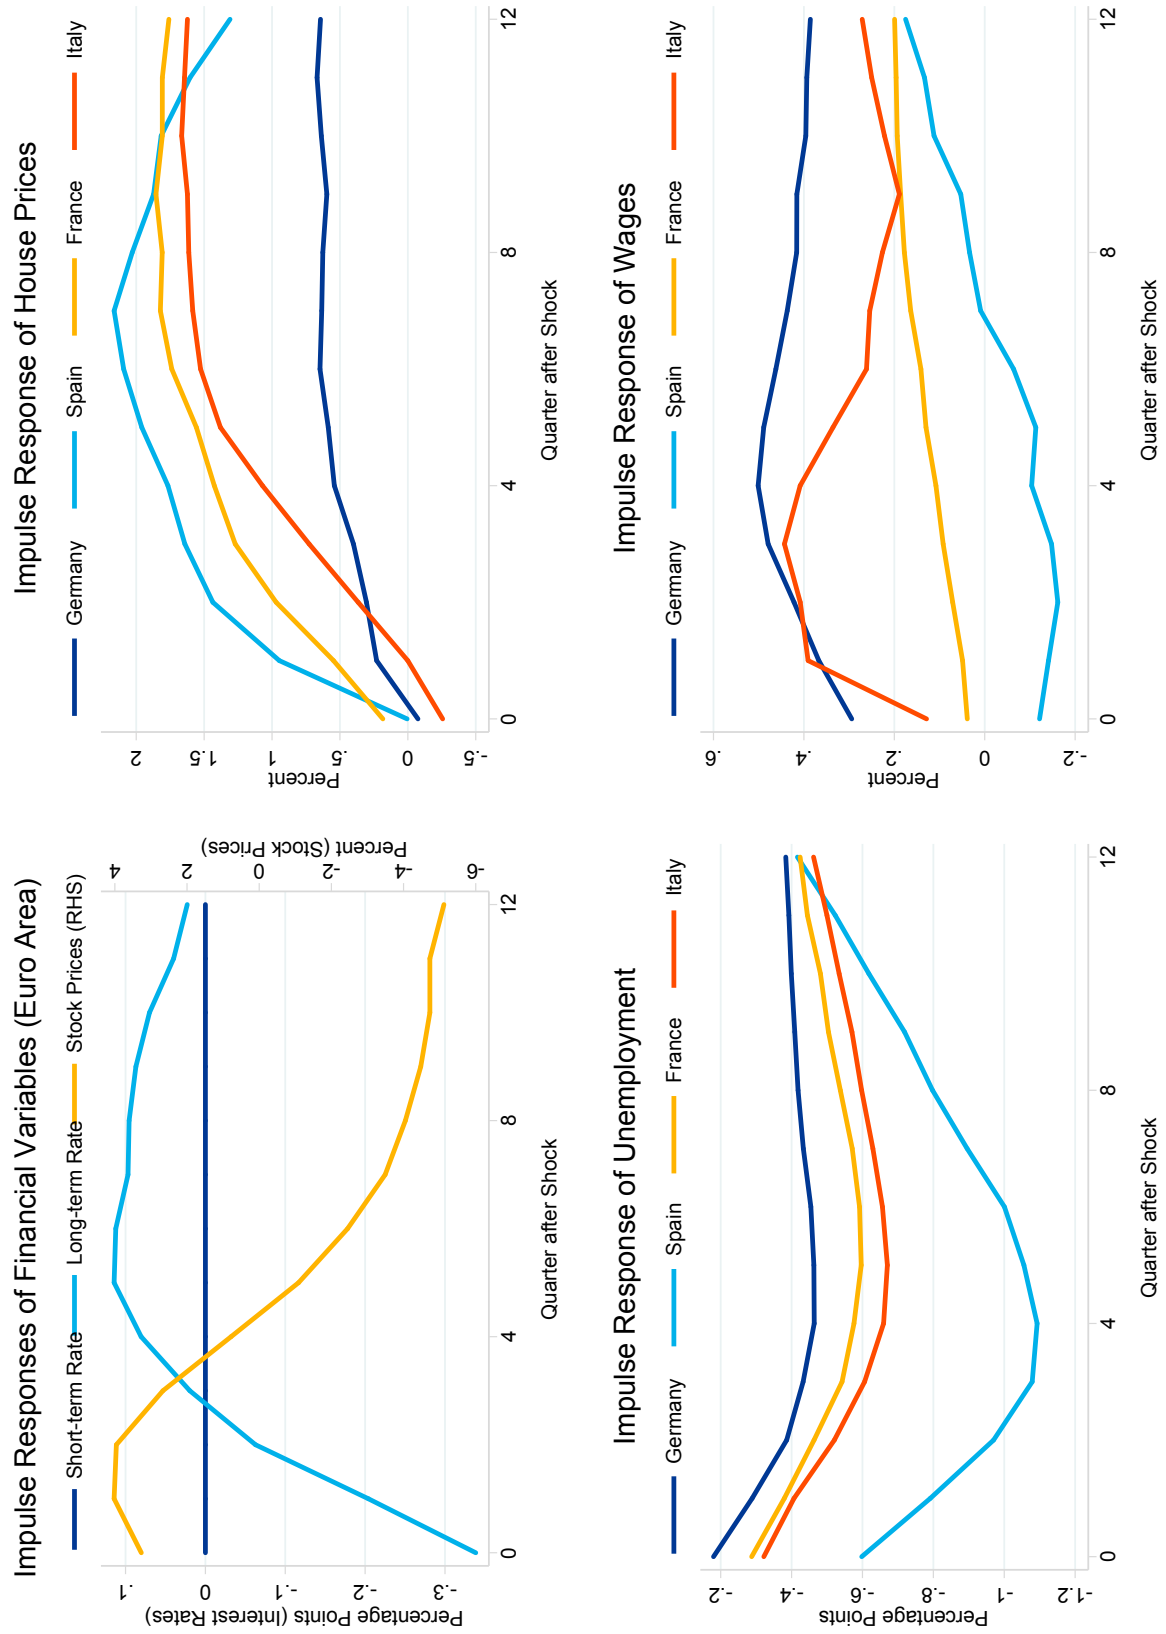 Impulse Responses of Financial Variables (Euro Area)
Short-term Rate Long-term Rate Stock Prices (RHS)
Percentage Points (Interest Rates)
.1
0
-.1
-.2
-.3
Percent (Stock Prices)
4
2
0
-2
-4
-6
0 4 8 12
Quarter after Shock
Impulse Response of House Prices
Germany Spain France Italy
Percent
2
1.5
1
.5
0
-.5
0 4 8 12
Quarter after Shock
Impulse Response of Unemployment
Germany Spain France Italy
Percentage Points
-.2
-.4
-.6
-.8
-1
-1.2
0 4 8 12
Quarter after Shock
Impulse Response of Wages
Germany Spain France Italy
Percent
.6
.4
.2
0
-.2
0 4 8 12
Quarter after Shock